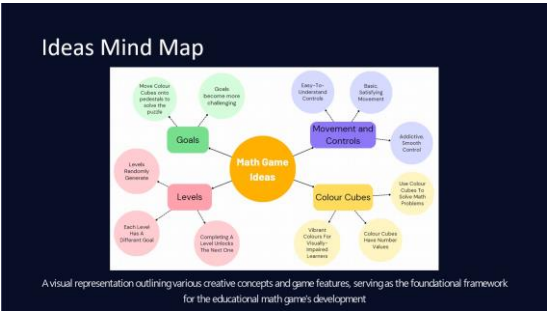 Ideas Mind Map
Move Colour
Cubes onto
pedestals to
solve the
puzzle
Goals
become more
challenging
Goals
Easy-To-
Understand
Controls
Basic
Satisfying
Movement
Movement and
Controls
Addictive,
Smooth
Control
Math Game
Ideas
Levels
Randomly
Generate
Levels
Each Level
Has A
Different Goal
Completing A
Level Unlocks
The Next One
Colour Cubes
Use Colour
Cubes To
Solve Math
Problems
Vibrant
Colours For
Visually-
Impaired
Learners
Colour Cubes
Have Number
Values
A visual representation outlining various creative concepts and game features, serving as the foundational framework
for the educational math game's development